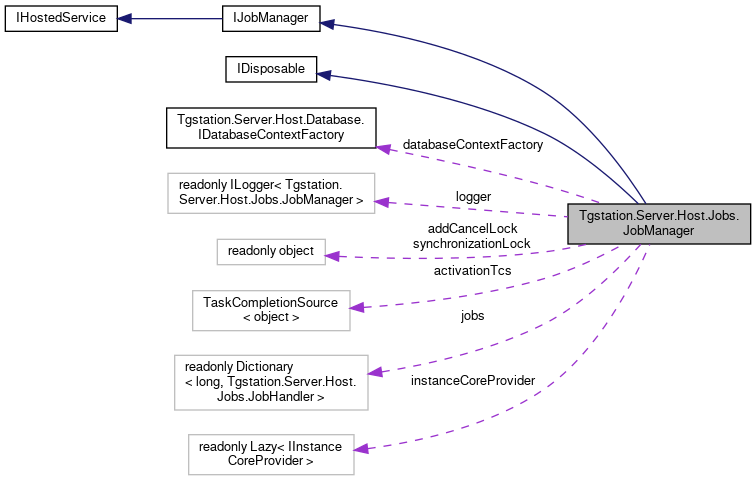 IHostedService
IJobManager
IDisposable
Tgstation.Server.Host.Database.
IDatabaseContextFactory
databaseContextFactory
readonly ILogger< Tgstation.
Server.Host.Jobs.JobManager >
logger
Tgstation.Server.Host.Jobs.
JobManager
addCancelLock
synchronizationLock
readonly object
activationTcs
TaskCompletionSource
< object >
jobs
readonly Dictionary
< long, Tgstation.Server.Host.
Jobs.JobHandler >
instanceCoreProvider
readonly Lazy< IInstance
CoreProvider >